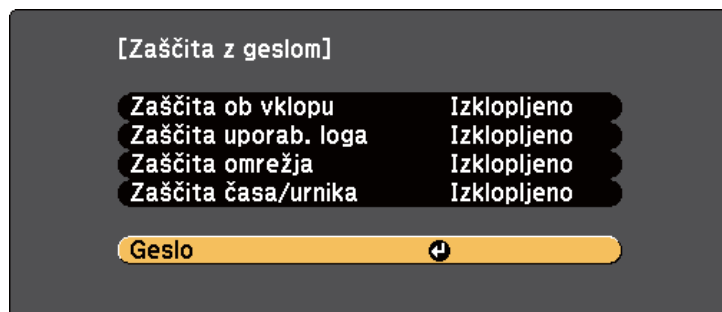 [Zaščita z geslom]
Zaščita ob vklopu Izklopljeno
Zaščita uporab. loga Izklopljeno
Zaščita omrežja Izklopljeno
Zaščita časa/urnika Izklopljeno
Geslo